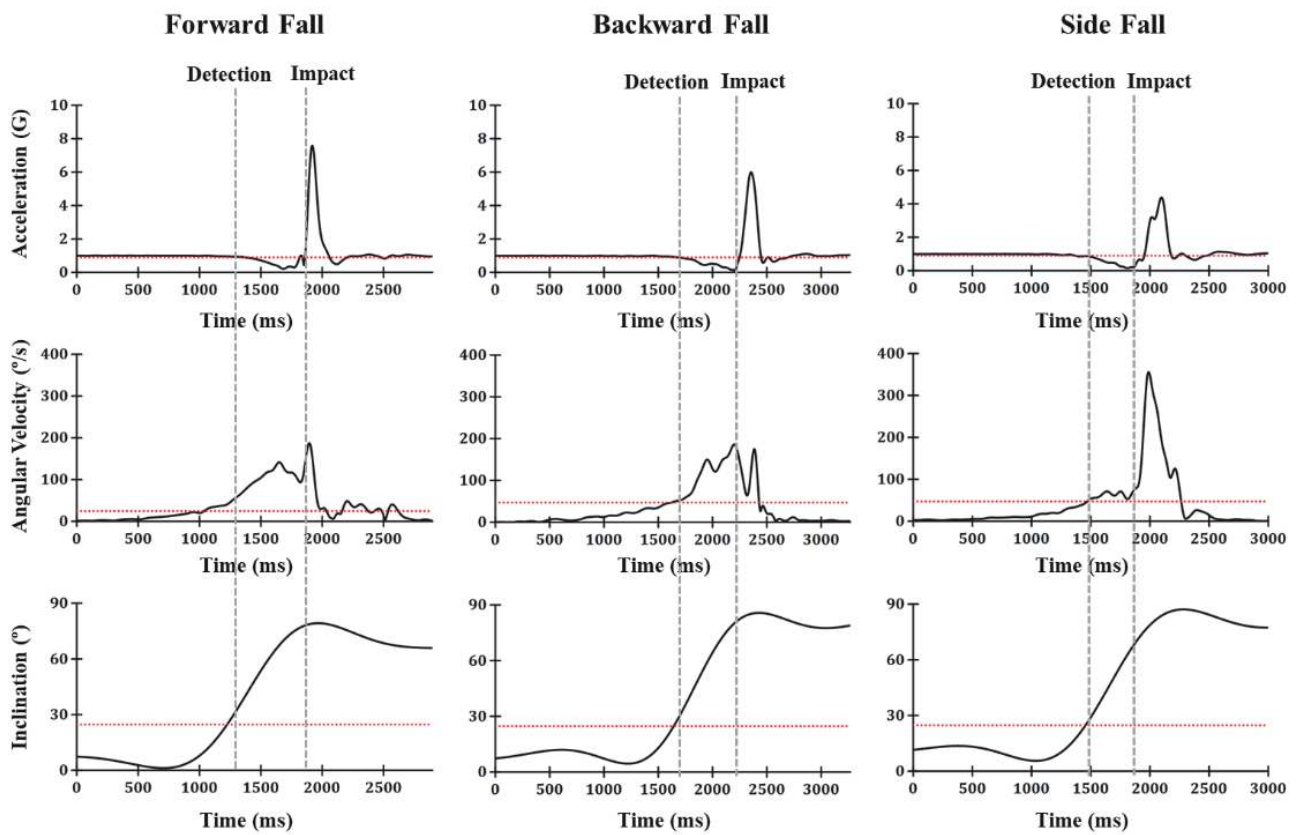 Forward Fall
Backward Fall
Side Fall
Detection Impact
Detection Impact
Detection Impact
Acceleration (G)
10
8
6
4
2
0
0 500 1000 1500 2000 2500
Time (ms)
10
8
6
4
2
0
0 500 1000 1500 2000 2500 3000
Time (ms)
10
8
6
4
2
0
0 500 1000 1500 2000 2500 3000
Time (ms)
Angular Velocity (°/s)
400
300
200
100
0
0 500 1000 1500 2000 2500
Time (ms)
400
300
200
100
0
0 500 1000 1500 2000 2500 3000
Time (ms)
400
300
200
100
0
0 500 1000 1500 2000 2500 3000
Time (ms)
Inclination (°)
90
60
30
0
0 500 1000 1500 2000 2500
Time (ms)
90
60
30
0
0 500 1000 1500 2000 2500 3000
Time (ms)
90
60
30
0
0 500 1000 1500 2000 2500 3000
Time (ms)